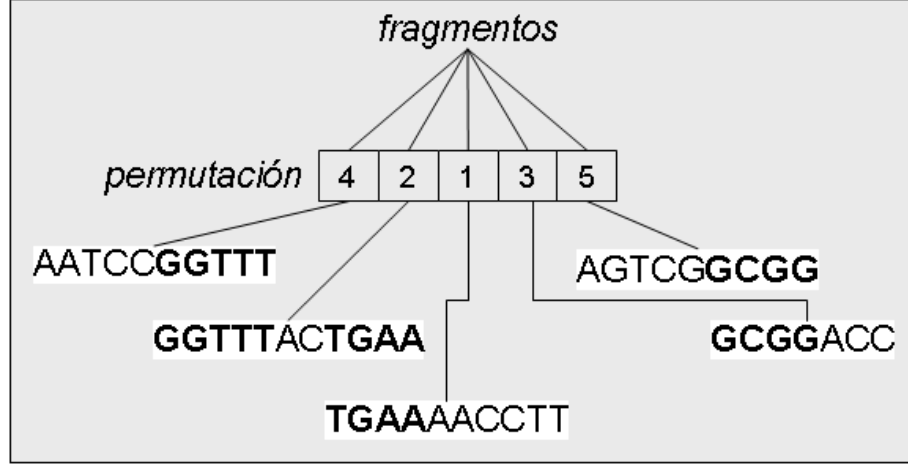 fragmentos
permutación 4 2 1 3 5
AATCCGGTTT AGTCGGCGG
GGTTTACTGAA GCGGACC
TGAAAACCTT